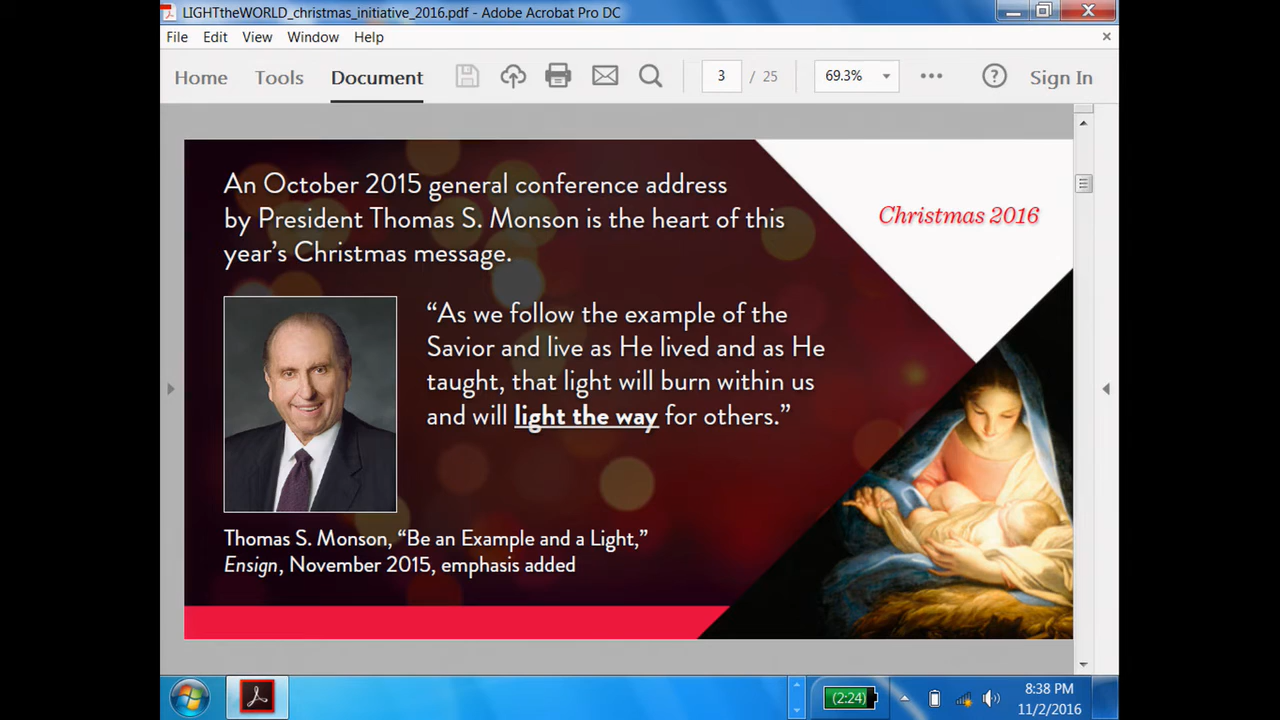 LIGHTtheWORLD_christmas_initiative_2016.pdf - Adobe Acrobat Pro DC
File Edit View Window Help
Home Tools Document 3 / 25 69.3% Sign In
An October 2015 general conference address
by President Thomas S. Monson is the heart of this
year’s Christmas message.
Christmas 2016
“As we follow the example of the
Savior and live as He lived and as He
taught, that light will burn within us
and will light the way for others.”
Thomas S. Monson, “Be an Example and a Light,”
Ensign, November 2015, emphasis added
(2:24)
8:38 PM
11/2/2016